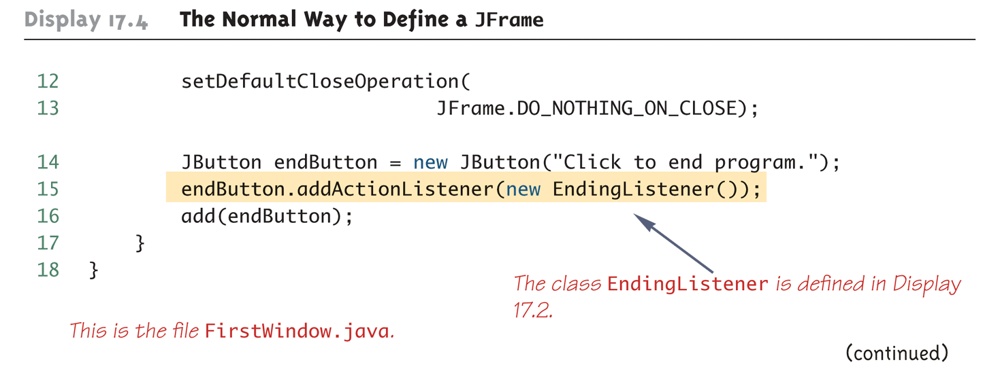 Display 17.4 The Normal Way to Define a JFrame
12 setDefaultCloseOperation(
13 JFrame.DO_NOTHING_ON_CLOSE);
14 JButton endButton = new JButton("Click to end program.");
15 endButton.addActionListener(new EndingListener());
16 add(endButton);
17 }
18 }
The class EndingListener is defined in Display
17.2.
This is the file FirstWindow.java.
(continued)